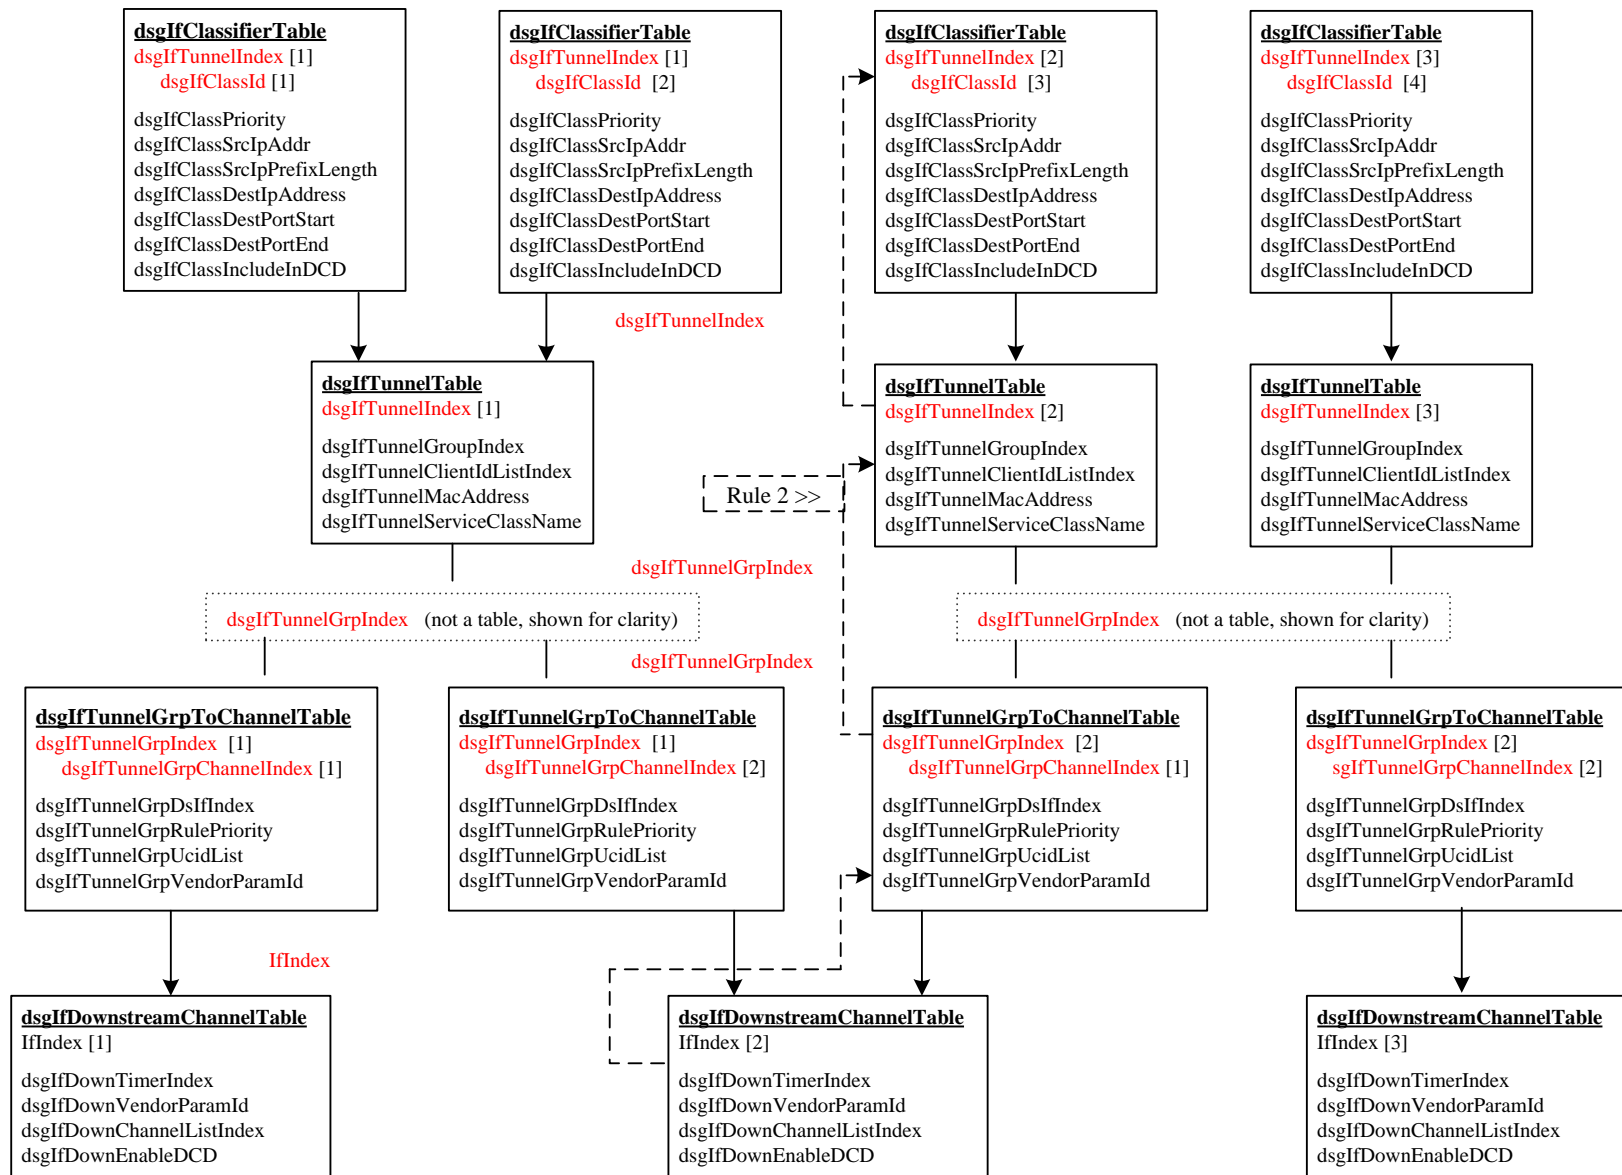 dsgIfClassifierTable
dsgIfTunnelIndex [1]
dsgIfClassId [1]
dsgIfClassPriority
dsgIfClassSrcIpAddr
dsgIfClassSrcIpPrefixLength
dsgIfClassDestIpAddress
dsgIfClassDestPortStart
dsgIfClassDestPortEnd
dsgIfClassIncludeInDCD
dsgIfClassifierTable
dsgIfTunnelIndex [1]
dsgIfClassId [2]
dsgIfClassPriority
dsgIfClassSrcIpAddr
dsgIfClassSrcIpPrefixLength
dsgIfClassDestIpAddress
dsgIfClassDestPortStart
dsgIfClassDestPortEnd
dsgIfClassIncludeInDCD
dsgIfClassifierTable
dsgIfTunnelIndex [2]
dsgIfClassId [3]
dsgIfClassPriority
dsgIfClassSrcIpAddr
dsgIfClassSrcIpPrefixLength
dsgIfClassDestIpAddress
dsgIfClassDestPortStart
dsgIfClassDestPortEnd
dsgIfClassIncludeInDCD
dsgIfClassifierTable
dsgIfTunnelIndex [3]
dsgIfClassId [4]
dsgIfClassPriority
dsgIfClassSrcIpAddr
dsgIfClassSrcIpPrefixLength
dsgIfClassDestIpAddress
dsgIfClassDestPortStart
dsgIfClassDestPortEnd
dsgIfClassIncludeInDCD
dsgIfTunnelIndex
dsgIfTunnelTable
dsgIfTunnelIndex [1]
dsgIfTunnelGroupIndex
dsgIfTunnelClientIdListIndex
dsgIfTunnelMacAddress
dsgIfTunnelServiceClassName
Rule 2 >>
dsgIfTunnelTable
dsgIfTunnelIndex [2]
dsgIfTunnelGroupIndex
dsgIfTunnelClientIdListIndex
dsgIfTunnelMacAddress
dsgIfTunnelServiceClassName
dsgIfTunnelTable
dsgIfTunnelIndex [3]
dsgIfTunnelGroupIndex
dsgIfTunnelClientIdListIndex
dsgIfTunnelMacAddress
dsgIfTunnelServiceClassName
dsgIfTunnelGrpIndex
dsgIfTunnelGrpIndex (not a table, shown for clarity)
dsgIfTunnelGrpIndex (not a table, shown for clarity)
dsgIfTunnelGrpIndex
dsgIfTunnelGrpToChannelTable
dsgIfTunnelGrpIndex [1]
dsgIfTunnelGrpChannelIndex [1]
dsgIfTunnelGrpDsIfIndex
dsgIfTunnelGrpRulePriority
dsgIfTunnelGrpUcidList
dsgIfTunnelGrpVendorParamId
dsgIfTunnelGrpToChannelTable
dsgIfTunnelGrpIndex [1]
dsgIfTunnelGrpChannelIndex [2]
dsgIfTunnelGrpDsIfIndex
dsgIfTunnelGrpRulePriority
dsgIfTunnelGrpUcidList
dsgIfTunnelGrpVendorParamId
dsgIfTunnelGrpToChannelTable
dsgIfTunnelGrpIndex [2]
dsgIfTunnelGrpChannelIndex [1]
dsgIfTunnelGrpDsIfIndex
dsgIfTunnelGrpRulePriority
dsgIfTunnelGrpUcidList
dsgIfTunnelGrpVendorParamId
dsgIfTunnelGrpToChannelTable
dsgIfTunnelGrpIndex [2]
sgIfTunnelGrpChannelIndex [2]
dsgIfTunnelGrpDsIfIndex
dsgIfTunnelGrpRulePriority
dsgIfTunnelGrpUcidList
dsgIfTunnelGrpVendorParamId
IfIndex
dsgIfDownstreamChannelTable
IfIndex [1]
dsgIfDownTimerIndex
dsgIfDownVendorParamId
dsgIfDownChannelListIndex
dsgIfDownEnableDCD
dsgIfDownstreamChannelTable
IfIndex [2]
dsgIfDownTimerIndex
dsgIfDownVendorParamId
dsgIfDownChannelListIndex
dsgIfDownEnableDCD
dsgIfDownstreamChannelTable
IfIndex [3]
dsgIfDownTimerIndex
dsgIfDownVendorParamId
dsgIfDownChannelListIndex
dsgIfDownEnableDCD